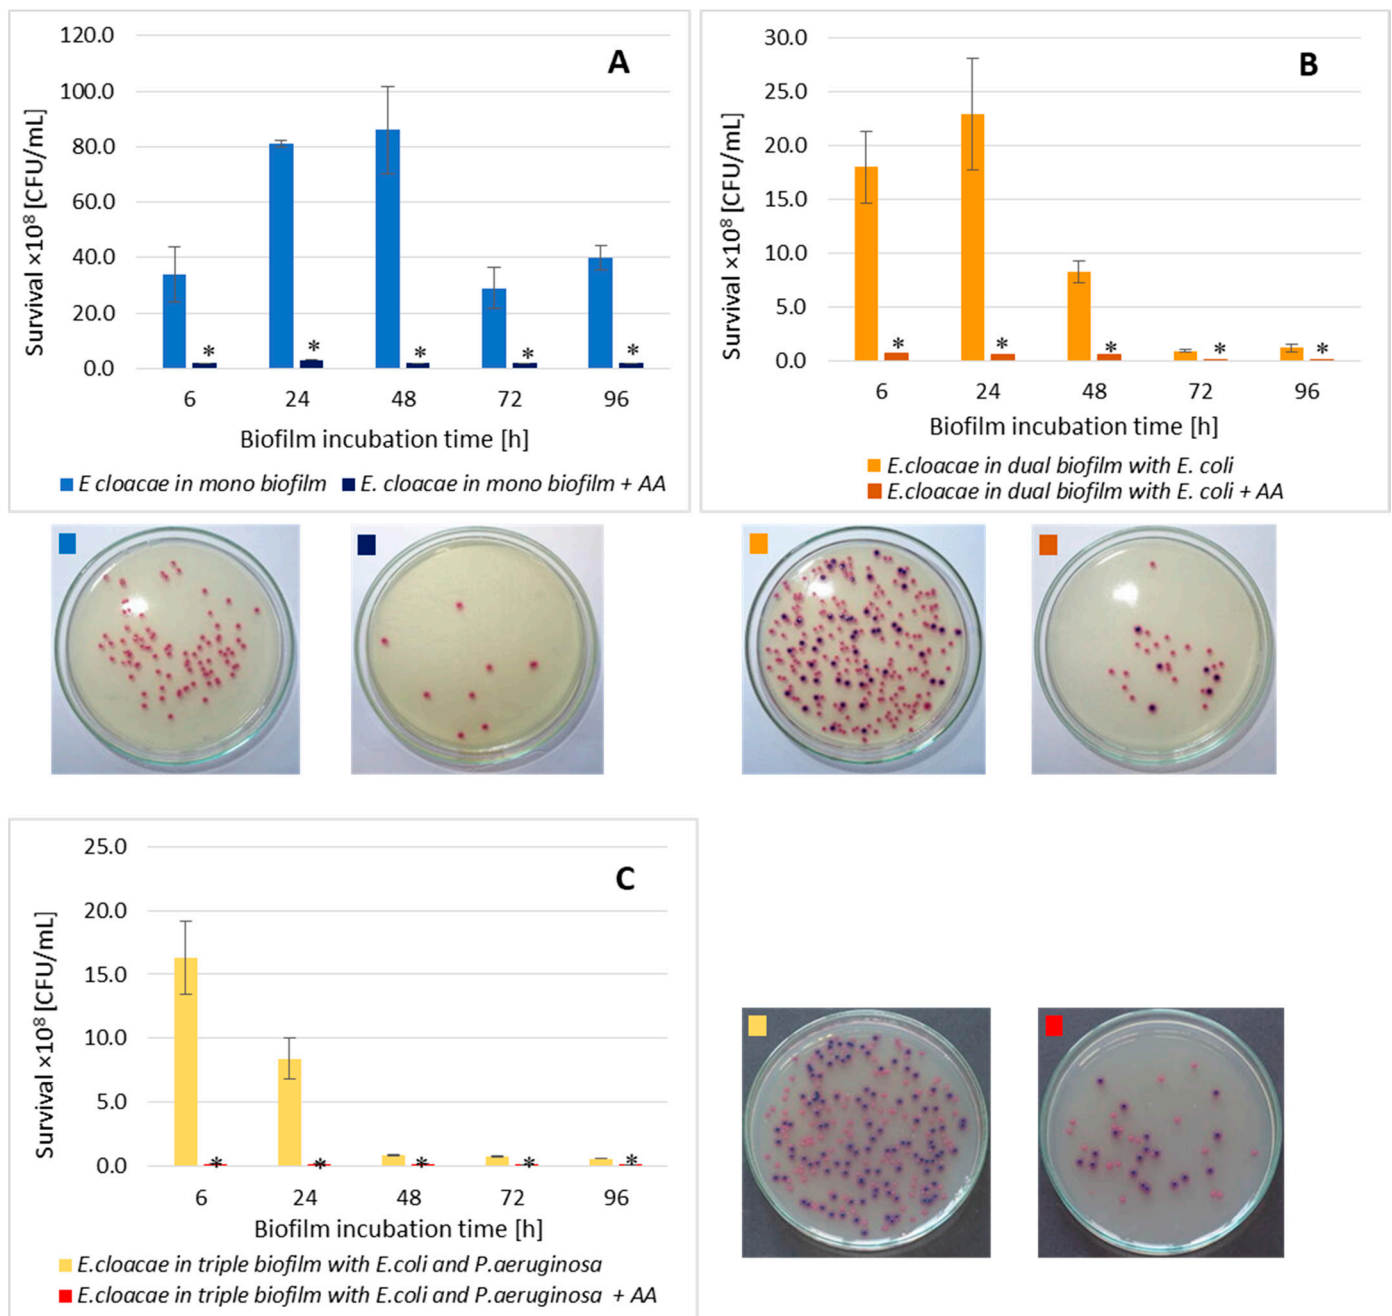 A
Survival ×10⁸ [CFU/mL]
120.0
100.0
80.0
60.0
40.0
20.0
0.0
* * * * *
6 24 48 72 96
Biofilm incubation time [h]
E cloacae in mono biofilm E. cloacae in mono biofilm + AA
B
Survival ×10⁸ [CFU/mL]
30.0
25.0
20.0
15.0
10.0
5.0
0.0
* * * * *
6 24 48 72 96
Biofilm incubation time [h]
E.cloacae in dual biofilm with E. coli
E.cloacae in dual biofilm with E. coli + AA
C
Survival ×10⁸ [CFU/mL]
25.0
20.0
15.0
10.0
5.0
0.0
* * * * *
6 24 48 72 96
Biofilm incubation time [h]
E.cloacae in triple biofilm with E.coli and P.aeruginosa
E.cloacae in triple biofilm with E.coli and P.aeruginosa + AA